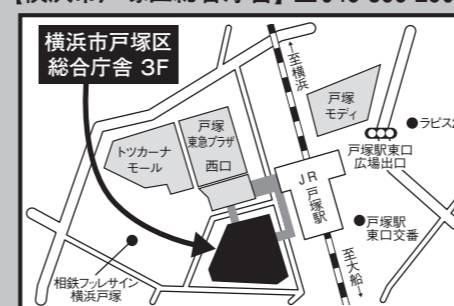 横浜市戸塚区
総合庁舎 3F
←至横浜
戸塚
モディ
戸塚
東急プラザ
西口
トツカーナ
モール
●ラピス
戸塚駅東口
広場出口
JR
戸塚駅
●戸塚駅
東口交番
至大船→
相鉄フレッサイン
横浜戸塚